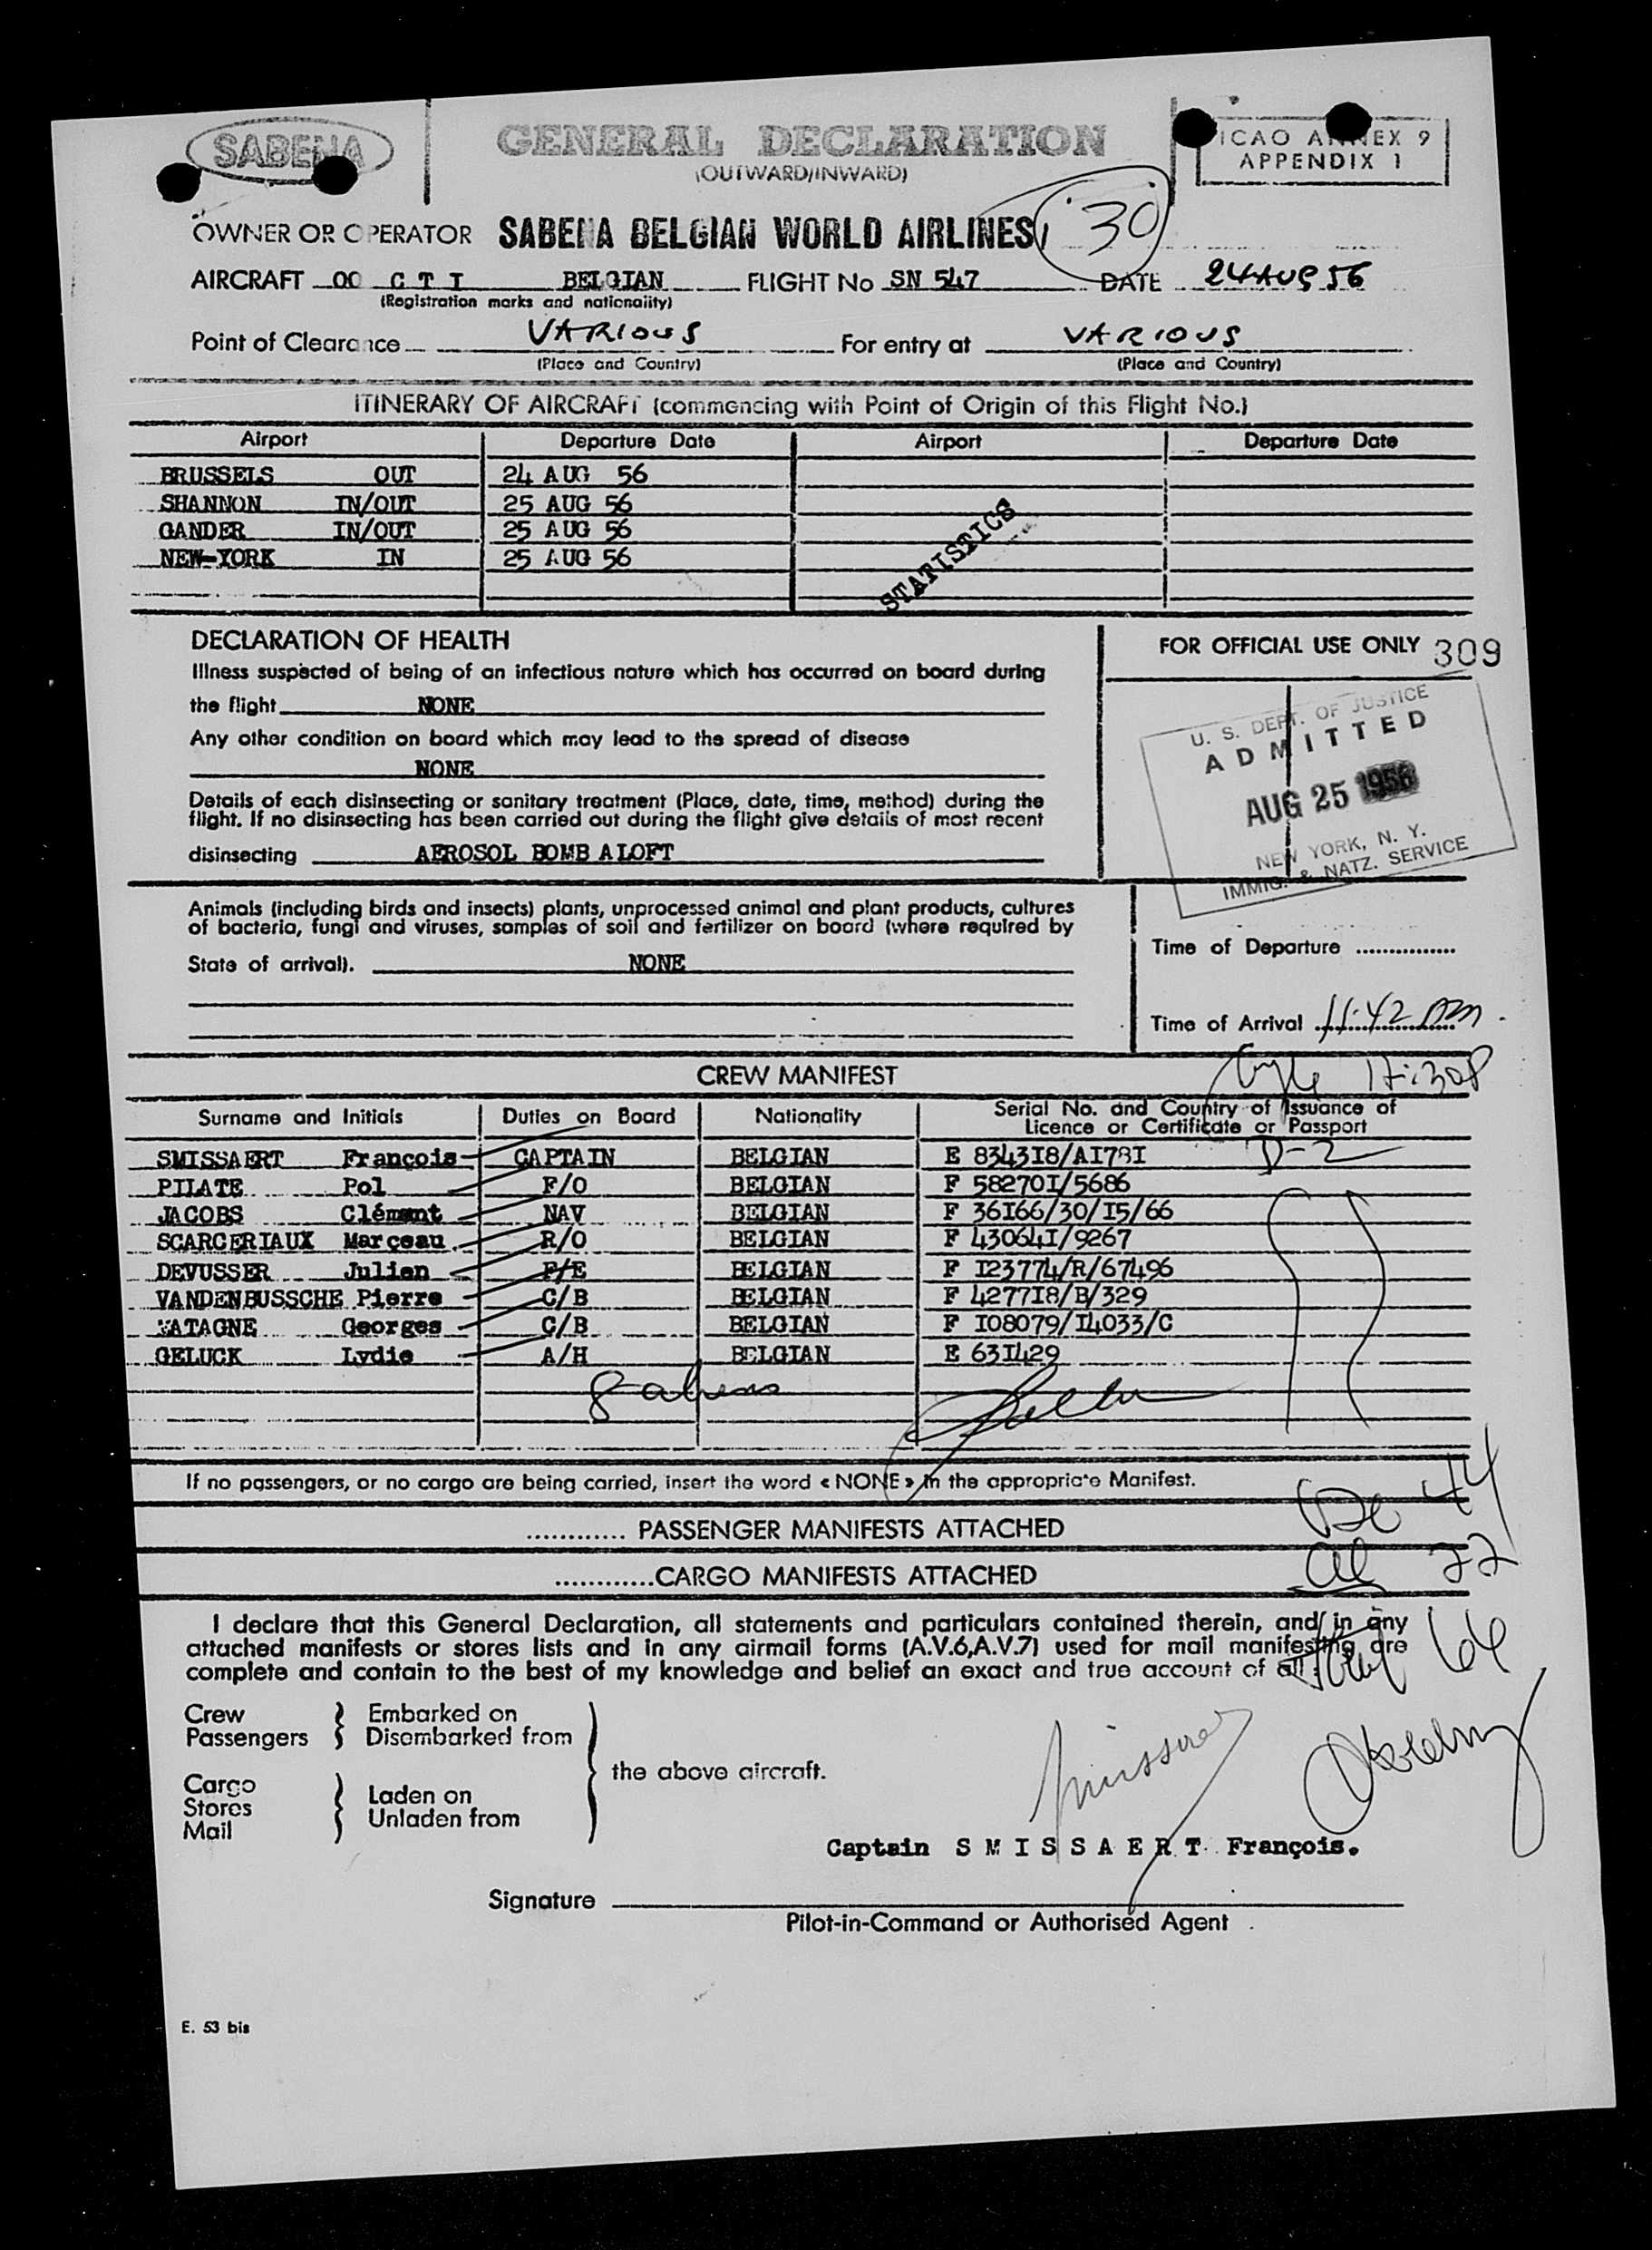 SABENA
GENERAL DECLARATION
(OUTWARD/INWARD)
ICAO ANNEX 9
APPENDIX 1
30
OWNER OR OPERATOR SABENA BELGIAN WORLD AIRLINES
AIRCRAFT OO C T I BELGIAN FLIGHT No SN 547 DATE 24 AUG 56
(Registration marks and nationality)
Point of Clearance VARIOUS For entry at VARIOUS
(Place and Country) (Place and Country)
ITINERARY OF AIRCRAFT (commencing with Point of Origin of this Flight No.)
Airport Departure Date Airport Departure Date
BRUSSELS OUT 24 AUG 56
SHANNON IN/OUT 25 AUG 56
GANDER IN/OUT 25 AUG 56
NEW-YORK IN 25 AUG 56
STATISTICS
DECLARATION OF HEALTH
Illness suspected of being of an infectious nature which has occurred on board during
the flight NONE
Any other condition on board which may lead to the spread of disease
NONE
Details of each disinsecting or sanitary treatment (Place, date, time, method) during the
flight. If no disinsecting has been carried out during the flight give details of most recent
disinsecting AEROSOL BOMB ALOFT
FOR OFFICIAL USE ONLY 309
U. S. DEPT. OF JUSTICE
ADMITTED
AUG 25 1956
NEW YORK, N. Y.
IMMIG. & NATZ. SERVICE
Animals (including birds and insects) plants, unprocessed animal and plant products, cultures
of bacteria, fungi and viruses, samples of soil and fertilizer on board (where required by
State of arrival). NONE
Time of Departure ...............
Time of Arrival 11:42 am
CREW MANIFEST
Surname and Initials Duties on Board Nationality Serial No. and Country of Issuance of
Licence or Certificate or Passport
SMISSAERT François CAPTAIN BELGIAN E 834318/AI781 D-2
PILATE Pol F/O BELGIAN F 582701/5686
JACOBS Clément NAV BELGIAN F 36I66/30/I5/66
SCARCERIAUX Marceau R/O BELGIAN F 43064I/9267
DEVUSSER Julien F/E BELGIAN F I23774/R/67496
VANDENBUSSCHE Pierre C/B BELGIAN F 4277I8/B/329
WATAGNE Georges C/B BELGIAN F I08079/I4033/C
GELUCK Lydie A/H BELGIAN E 63I429
8 aliens
If no passengers, or no cargo are being carried, insert the word « NONE » in the appropriate Manifest.
............ PASSENGER MANIFESTS ATTACHED
44
............CARGO MANIFESTS ATTACHED
al 22
I declare that this General Declaration, all statements and particulars contained therein, and in any
attached manifests or stores lists and in any airmail forms (A.V.6,A.V.7) used for mail manifesting, are
complete and contain to the best of my knowledge and belief an exact and true account of all :
66
Crew Embarked on
Passengers Disembarked from
the above aircraft.
Cargo Laden on
Stores
Mail Unladen from
Captain S M I S S A E R T François.
Signature
Pilot-in-Command or Authorised Agent
E. 53 bis